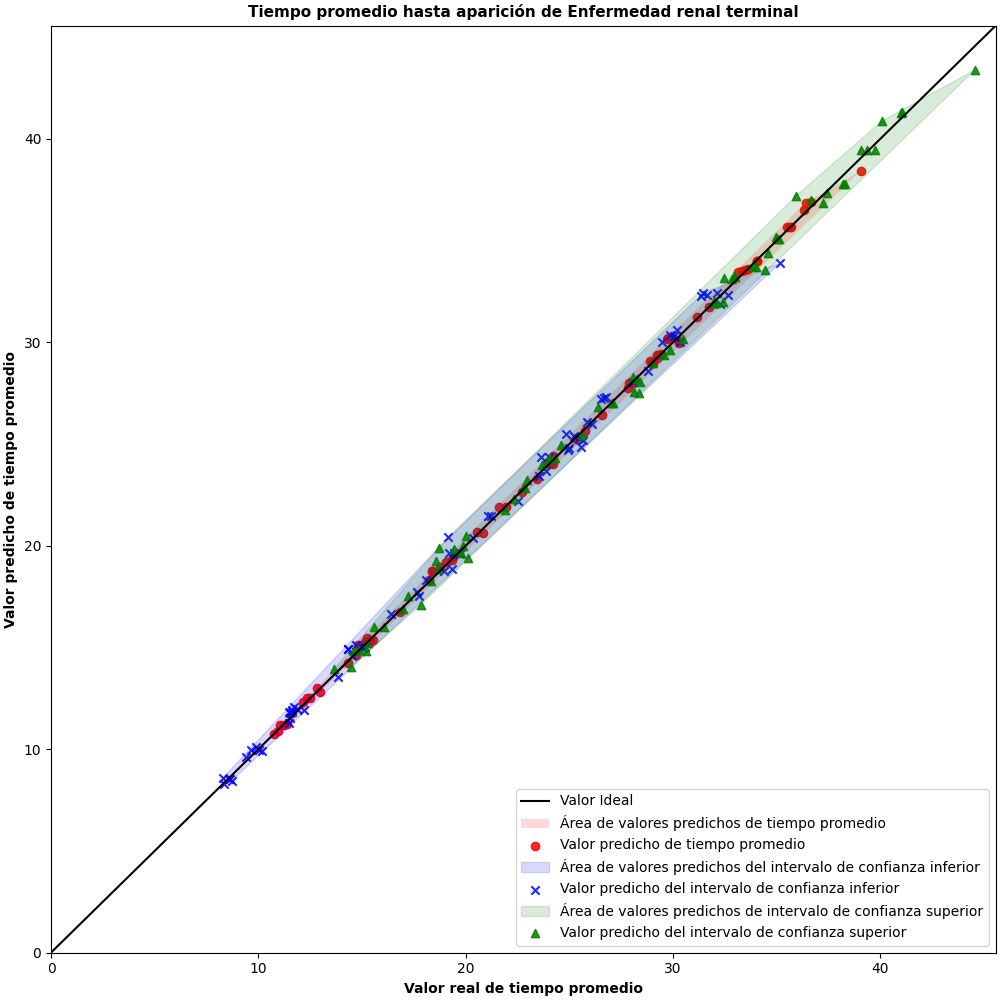 Tiempo promedio hasta aparición de Enfermedad renal terminal
Valor predicho de tiempo promedio
40
30
20
10
0
0 10 20 30 40
Valor real de tiempo promedio
Valor Ideal
Área de valores predichos de tiempo promedio
Valor predicho de tiempo promedio
Área de valores predichos del intervalo de confianza inferior
Valor predicho del intervalo de confianza inferior
Área de valores predichos de intervalo de confianza superior
Valor predicho del intervalo de confianza superior